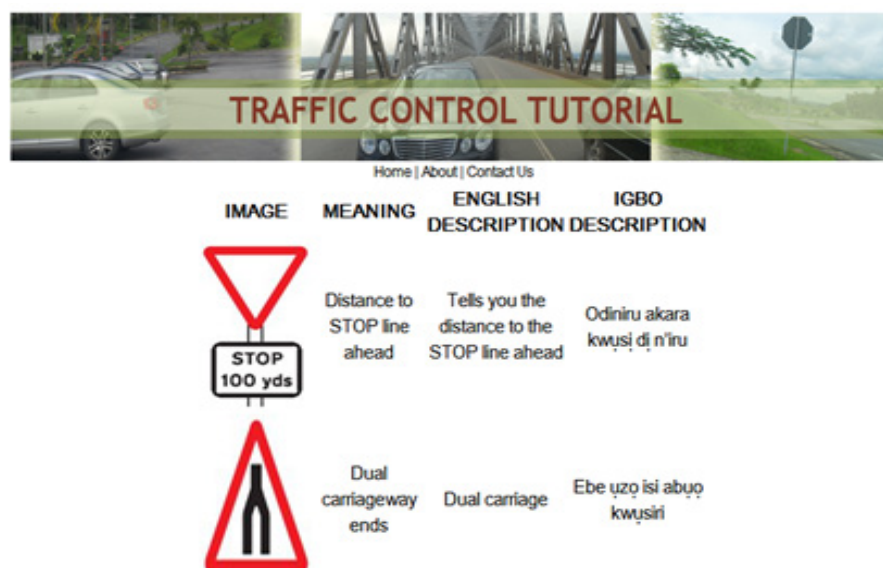 TRAFFIC CONTROL TUTORIAL
Home | About | Contact Us
IMAGE
MEANING
ENGLISH
DESCRIPTION
IGBO
DESCRIPTION
STOP
100 yds
Distance to
STOP line
ahead
Tells you the
distance to the
STOP line ahead
Odiniru akara
kwụsị dị n'iru
Dual
carriageway
ends
Dual carriage
Ebe ụzọ isi abụọ
kwụsiri